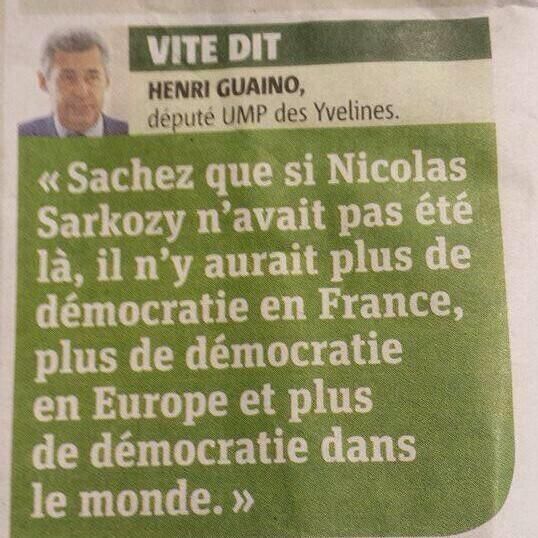 VITE DIT
HENRI GUAINO,
député UMP des Yvelines.
« Sachez que si Nicolas
Sarkozy n’avait pas été
là, il n’y aurait plus de
démocratie en France,
plus de démocratie
en Europe et plus
de démocratie dans
le monde. »